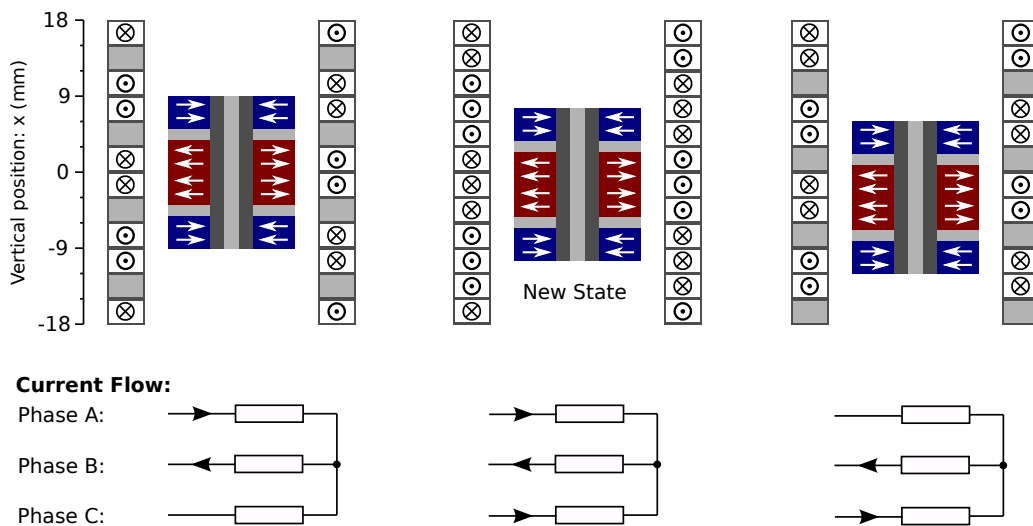 18
9
0
-9
-18
Vertical position: x (mm)
New State
Current Flow:
Phase A:
Phase B:
Phase C: